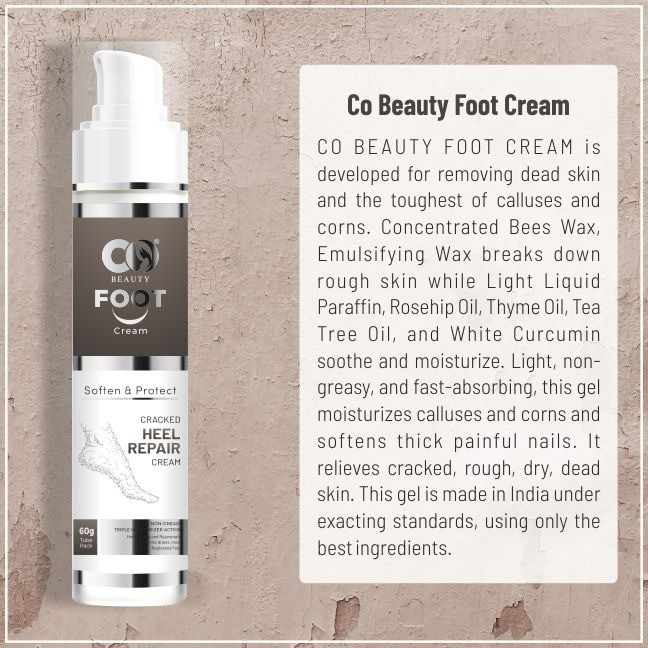 CO
BEAUTY
FOOT
Cream
Soften & Protect
CRACKED
HEEL
REPAIR
CREAM
60g
Tube
Pack
NON-GREASY
Co Beauty Foot Cream
CO BEAUTY FOOT CREAM is
developed for removing dead skin
and the toughest of calluses and
corns. Concentrated Bees Wax,
Emulsifying Wax breaks down
rough skin while Light Liquid
Paraffin, Rosehip Oil, Thyme Oil, Tea
Tree Oil, and White Curcumin
soothe and moisturize. Light, non-
greasy, and fast-absorbing, this gel
moisturizes calluses and corns and
softens thick painful nails. It
relieves cracked, rough, dry, dead
skin. This gel is made in India under
exacting standards, using only the
best ingredients.